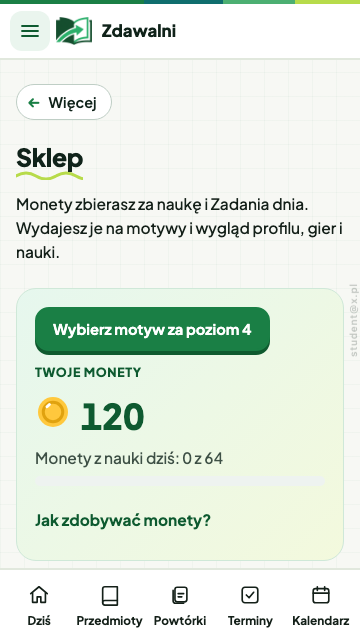 Zdawalni
← Więcej
Sklep
Monety zbierasz za naukę i Zadania dnia.
Wydajesz je na motywy i wygląd profilu, gier i
nauki.
student@x.pl
Wybierz motyw za poziom 4
TWOJE MONETY
120
Monety z nauki dziś: 0 z 64
Jak zdobywać monety?
Dziś Przedmioty Powtórki Terminy Kalendarz